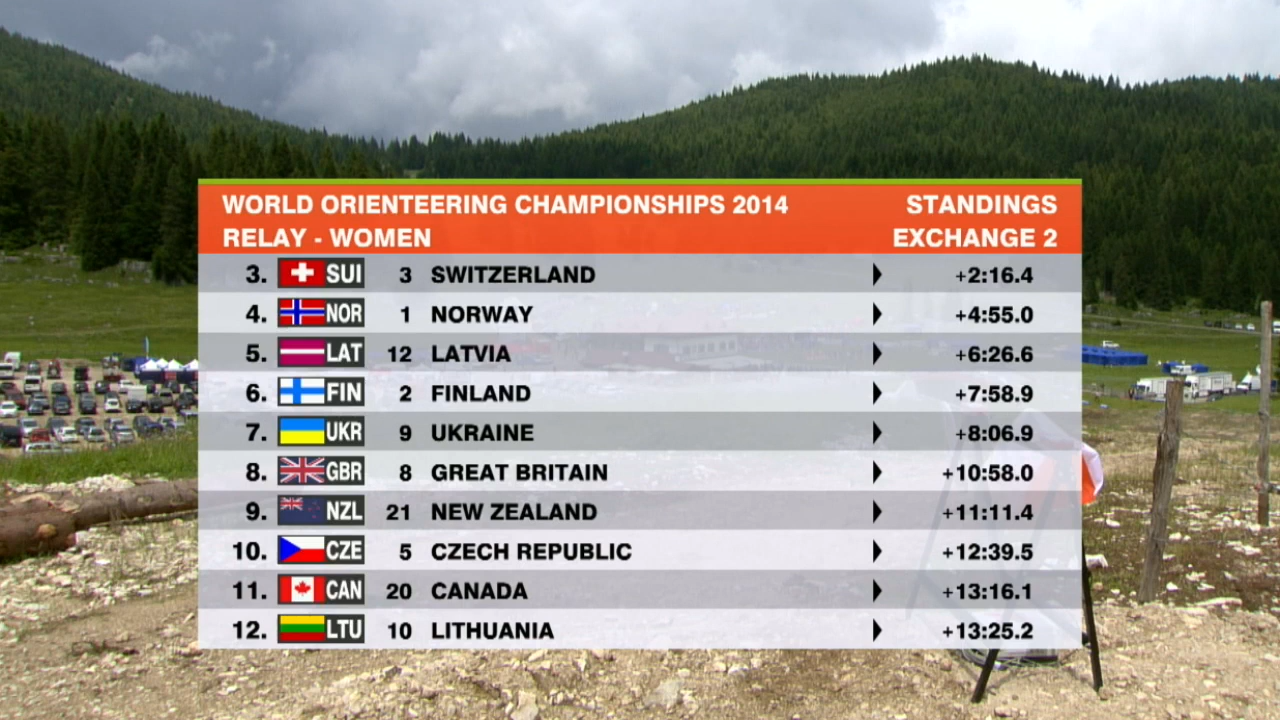 WORLD ORIENTEERING CHAMPIONSHIPS 2014 STANDINGS
RELAY - WOMEN EXCHANGE 2
3. SUI 3 SWITZERLAND +2:16.4
4. NOR 1 NORWAY +4:55.0
5. LAT 12 LATVIA +6:26.6
6. FIN 2 FINLAND +7:58.9
7. UKR 9 UKRAINE +8:06.9
8. GBR 8 GREAT BRITAIN +10:58.0
9. NZL 21 NEW ZEALAND +11:11.4
10. CZE 5 CZECH REPUBLIC +12:39.5
11. CAN 20 CANADA +13:16.1
12. LTU 10 LITHUANIA +13:25.2